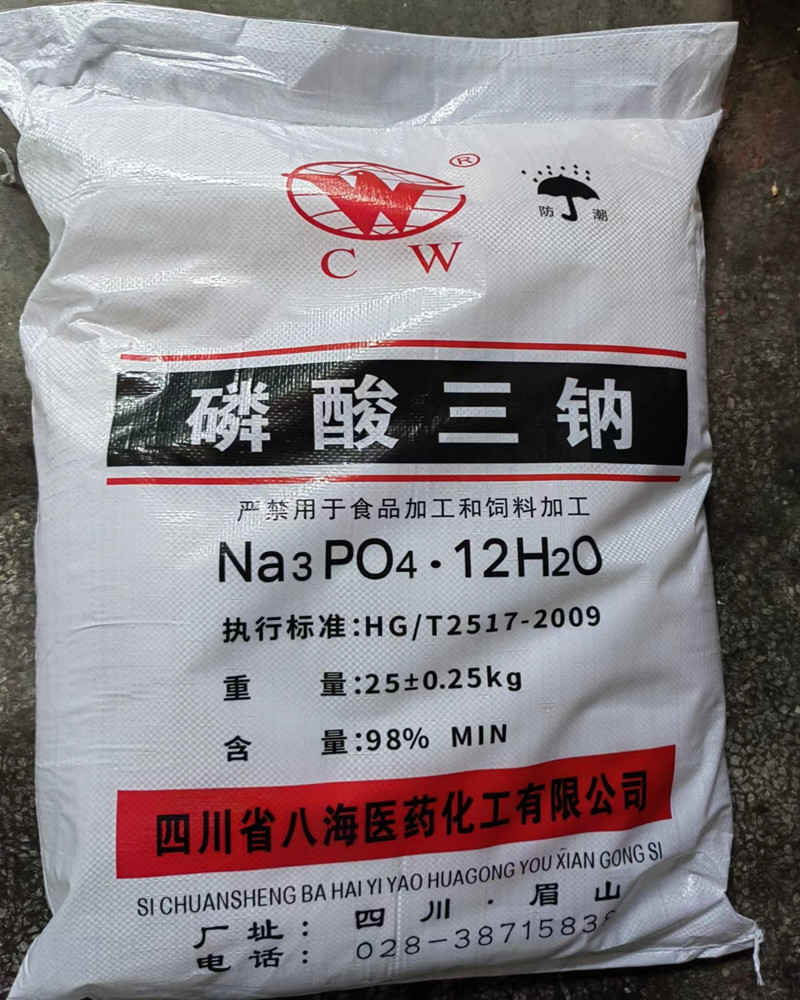 ®
C W
防 潮
磷酸三钠
严禁用于食品加工和饲料加工
Na3PO4·12H2O
执行标准:HG/T2517-2009
重 量:25±0.25kg
含 量:98% MIN
四川省八海医药化工有限公司
SI CHUANSHENG BA HAI YI YAO HUAGONG YOU XIAN GONG SI
厂 址： 四 川 · 眉 山
电 话：